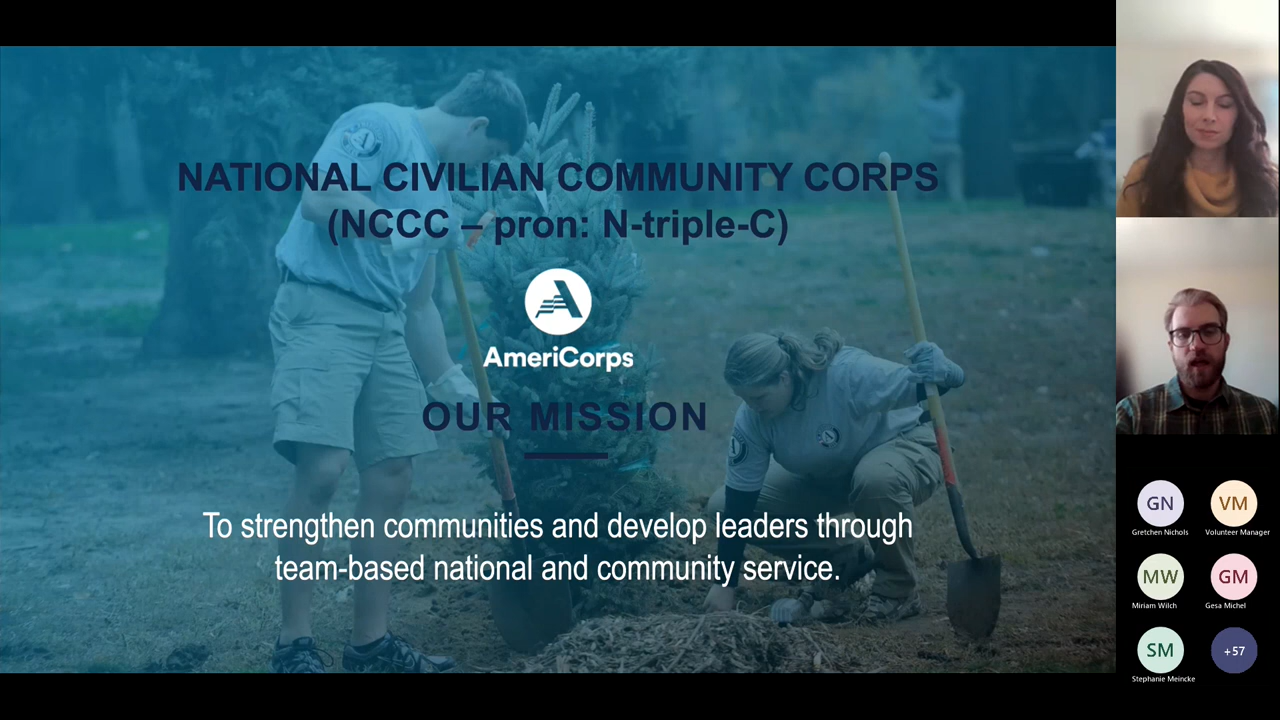 NATIONAL CIVILIAN COMMUNITY CORPS
(NCCC – pron: N-triple-C)
AmeriCorps
OUR MISSION
To strengthen communities and develop leaders through
team-based national and community service.
GN
Gretchen Nichols
VM
Volunteer Manager
MW
Miriam Wilch
GM
Gesa Michel
SM
Stephanie Meincke
+57